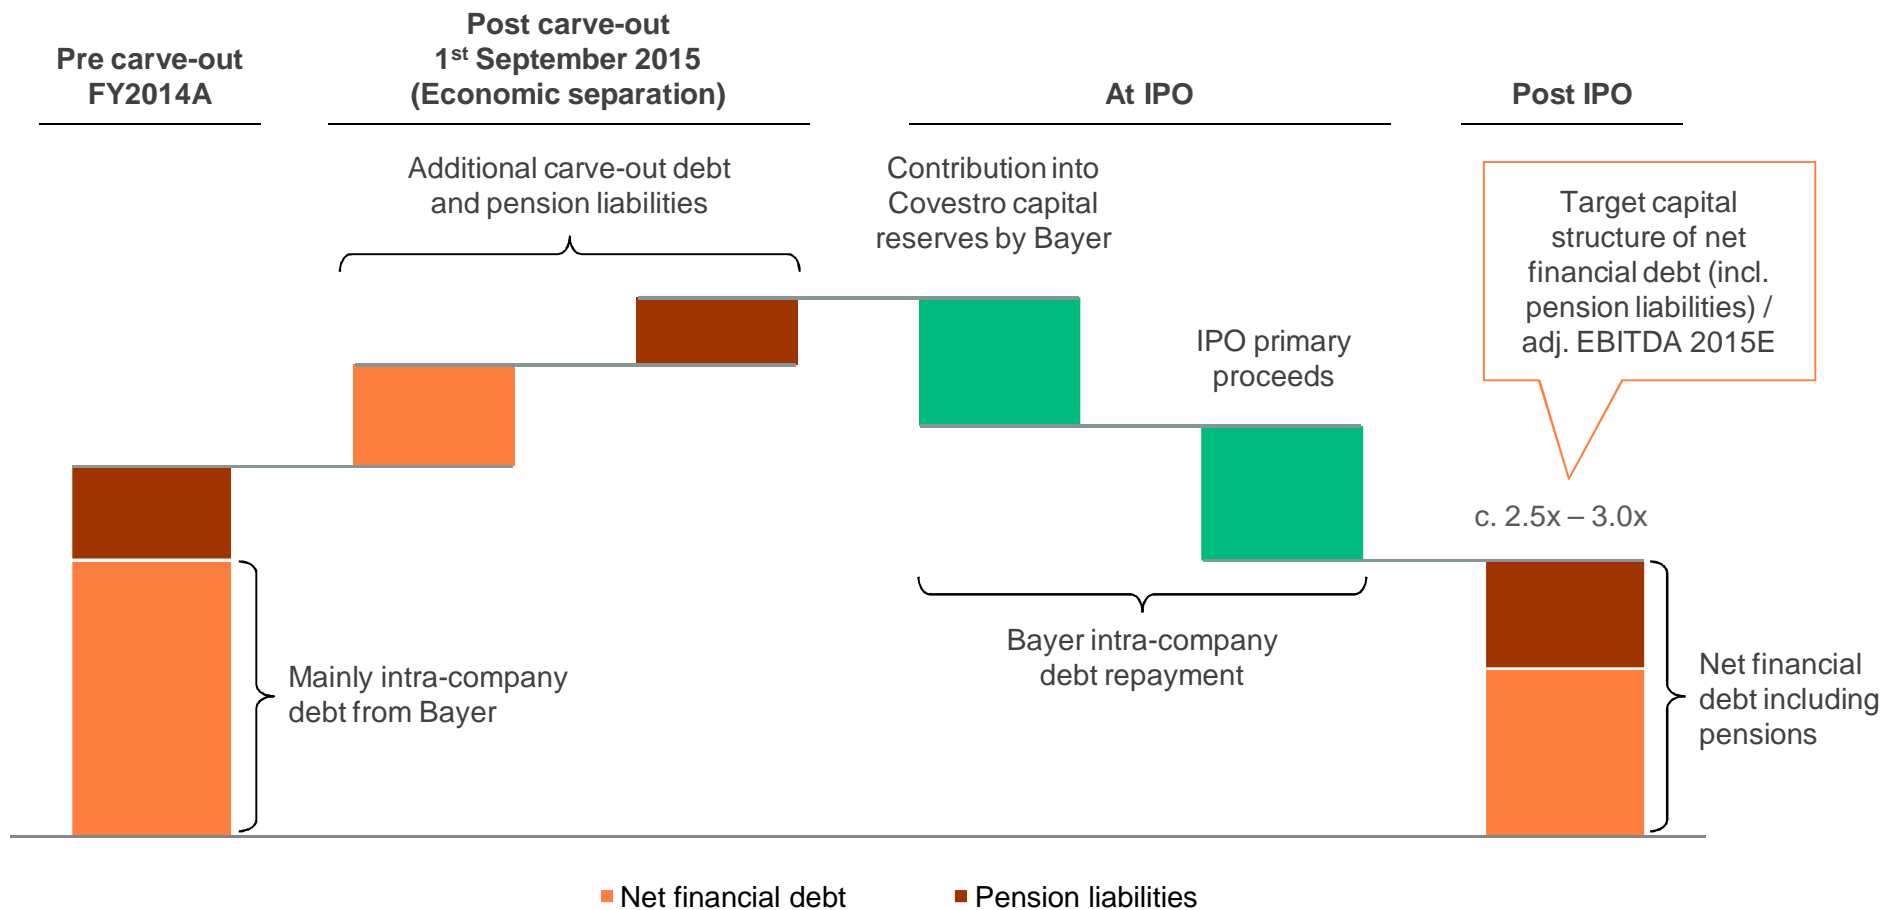 Pre carve-out
FY2014A
Post carve-out
1st September 2015
(Economic separation)
At IPO
Post IPO
Additional carve-out debt
and pension liabilities
Contribution into
Covestro capital
reserves by Bayer
IPO primary
proceeds
Target capital
structure of net
financial debt (incl.
pension liabilities) /
adj. EBITDA 2015E
c. 2.5x – 3.0x
Mainly intra-company
debt from Bayer
Bayer intra-company
debt repayment
Net financial
debt including
pensions
Net financial debt
Pension liabilities